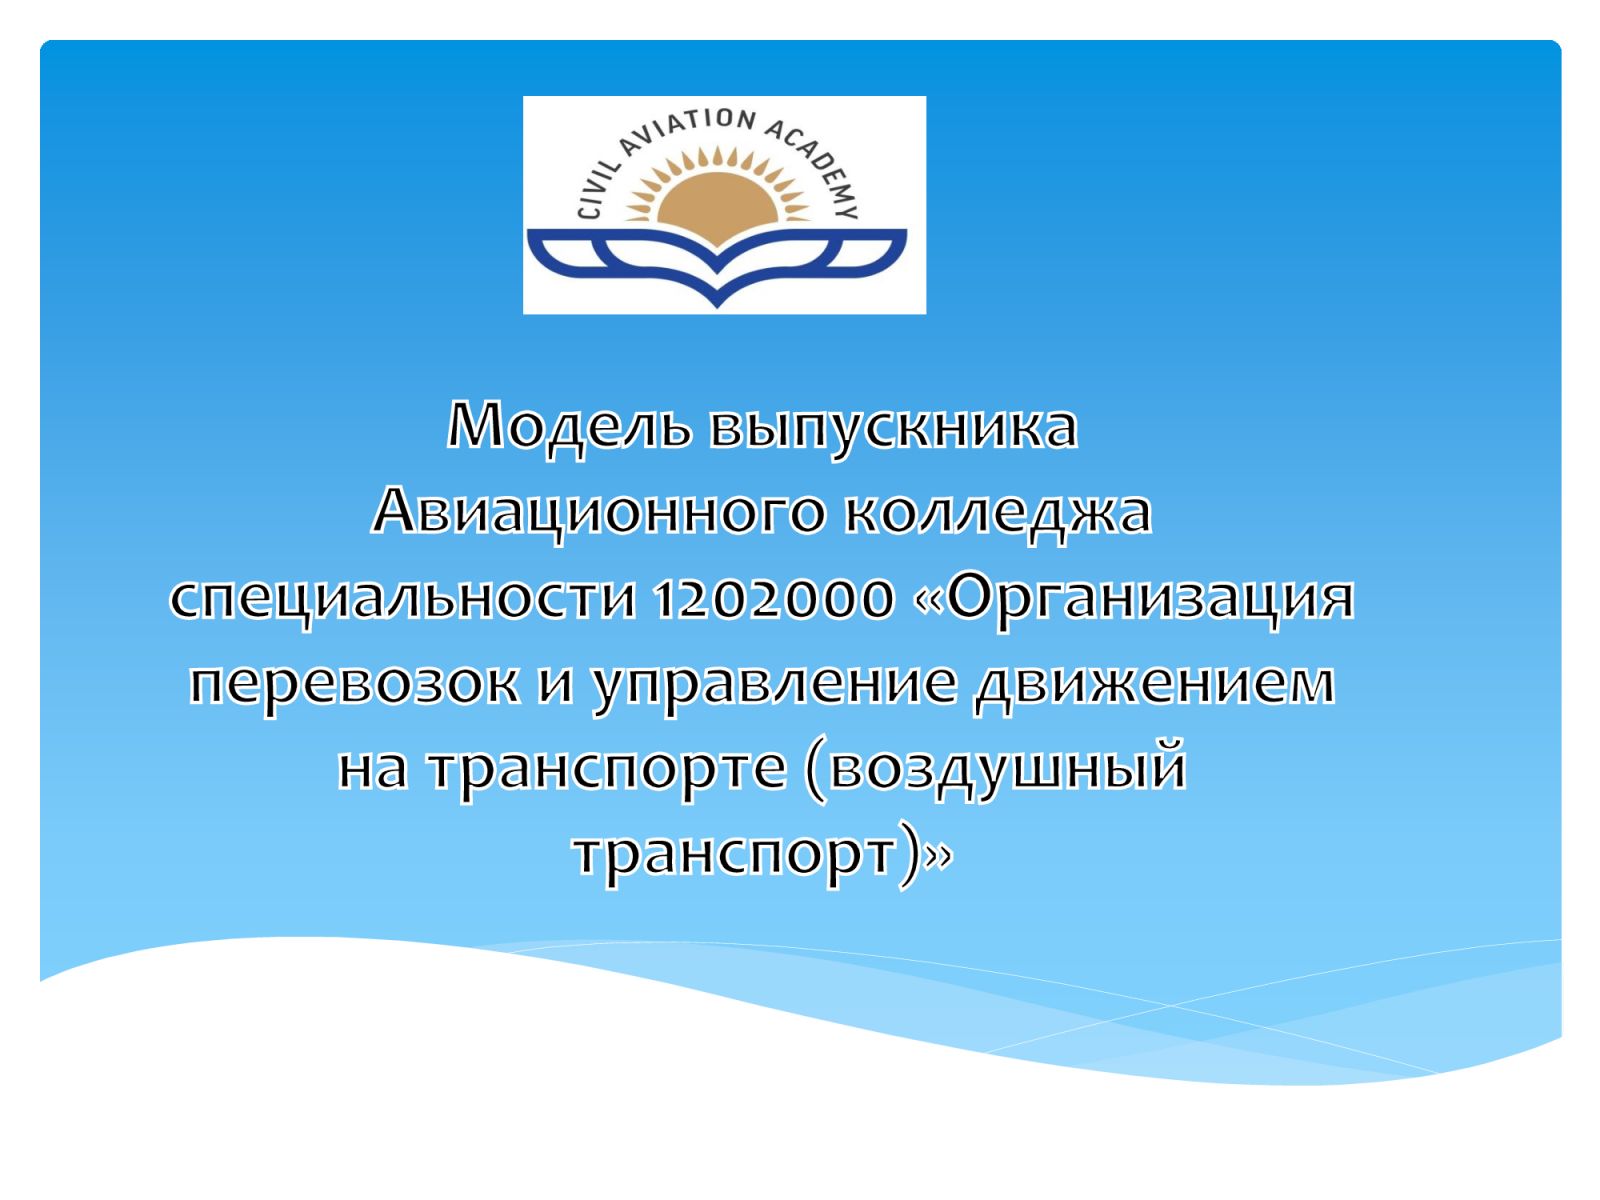 CIVIL AVIATION ACADEMY
Модель выпускника
Авиационного колледжа
специальности 1202000 «Организация
перевозок и управление движением
на транспорте (воздушный
транспорт)»